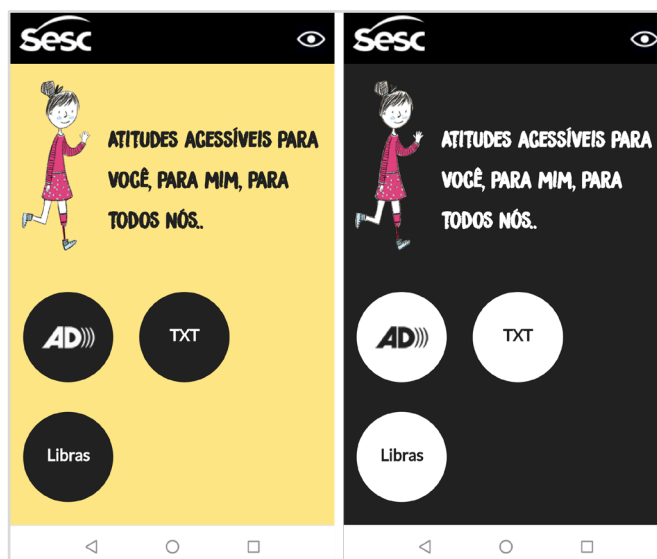 Sesc
ATITUDES ACESSÍVEIS PARA
VOCÊ, PARA MIM, PARA
TODOS NÓS..
AD)))
TXT
Libras
Sesc
ATITUDES ACESSÍVEIS PARA
VOCÊ, PARA MIM, PARA
TODOS NÓS..
AD)))
TXT
Libras